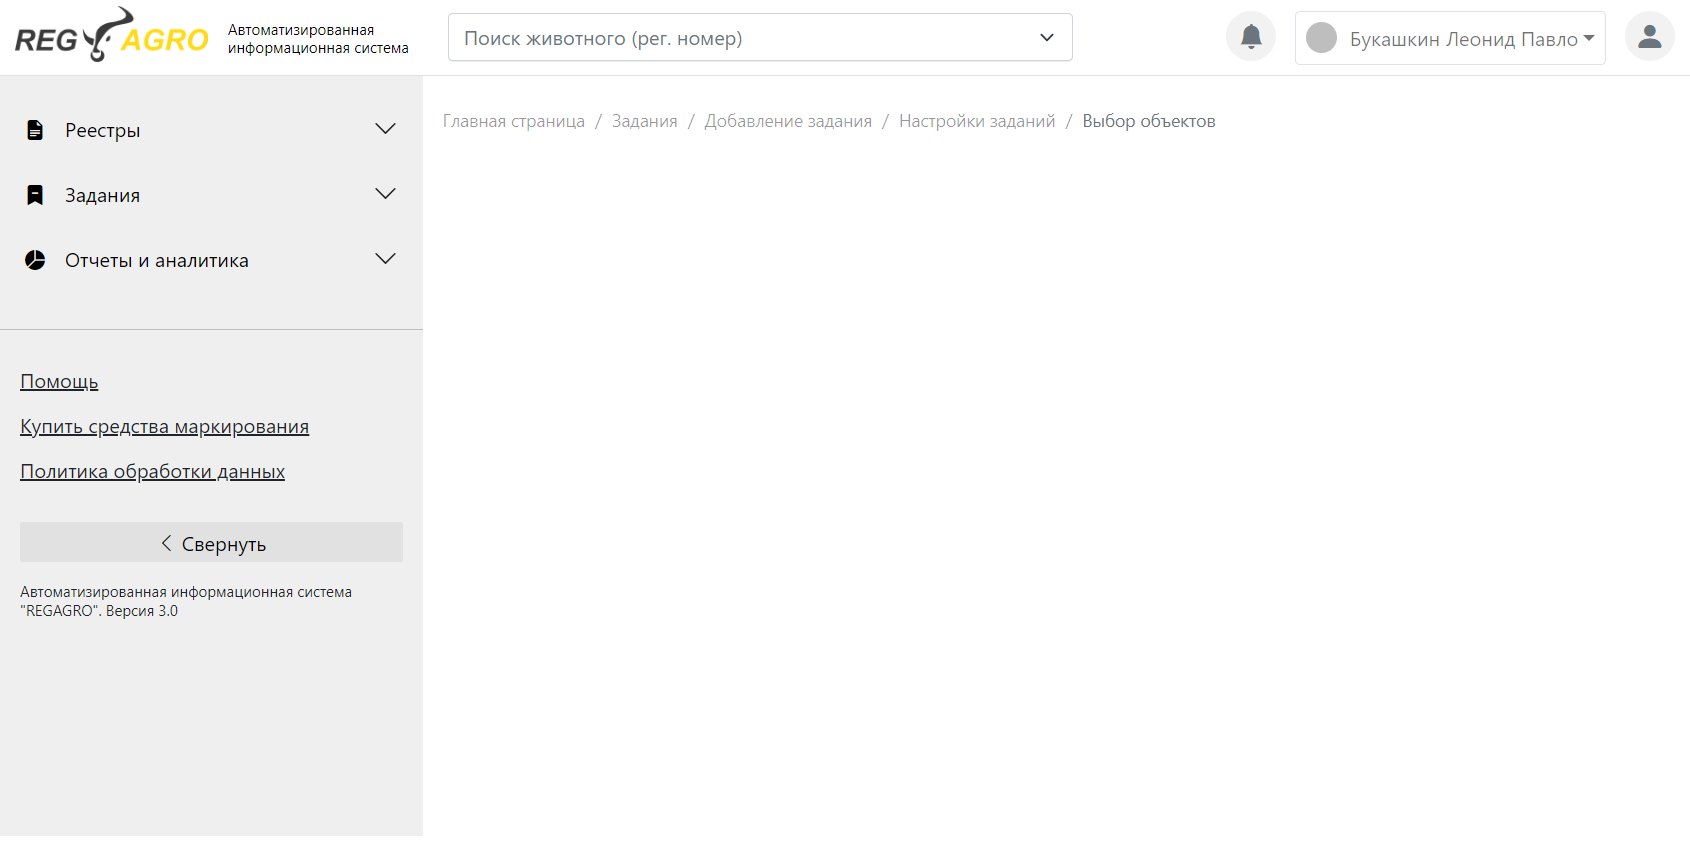 REG AGRO
Автоматизированная
информационная система
Поиск животного (рег. номер)
Букашкин Леонид Павло
Реестры
Задания
Отчеты и аналитика
Помощь
Купить средства маркирования
Политика обработки данных
Свернуть
Автоматизированная информационная система
"REGAGRO". Версия 3.0
Главная страница / Задания / Добавление задания / Настройки заданий / Выбор объектов